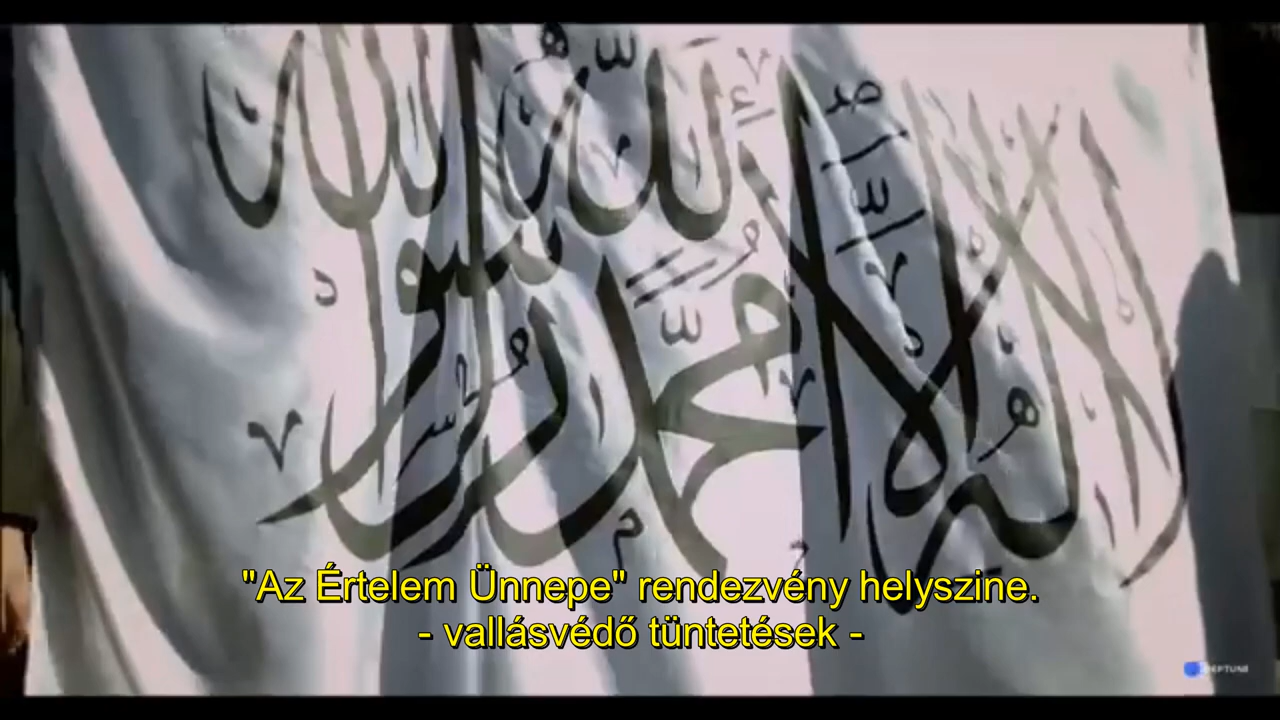 لا إله إلا الله محمد رسول الله
"Az Értelem Ünnepe" rendezvény helyszine.
- vallásvédő tüntetések -